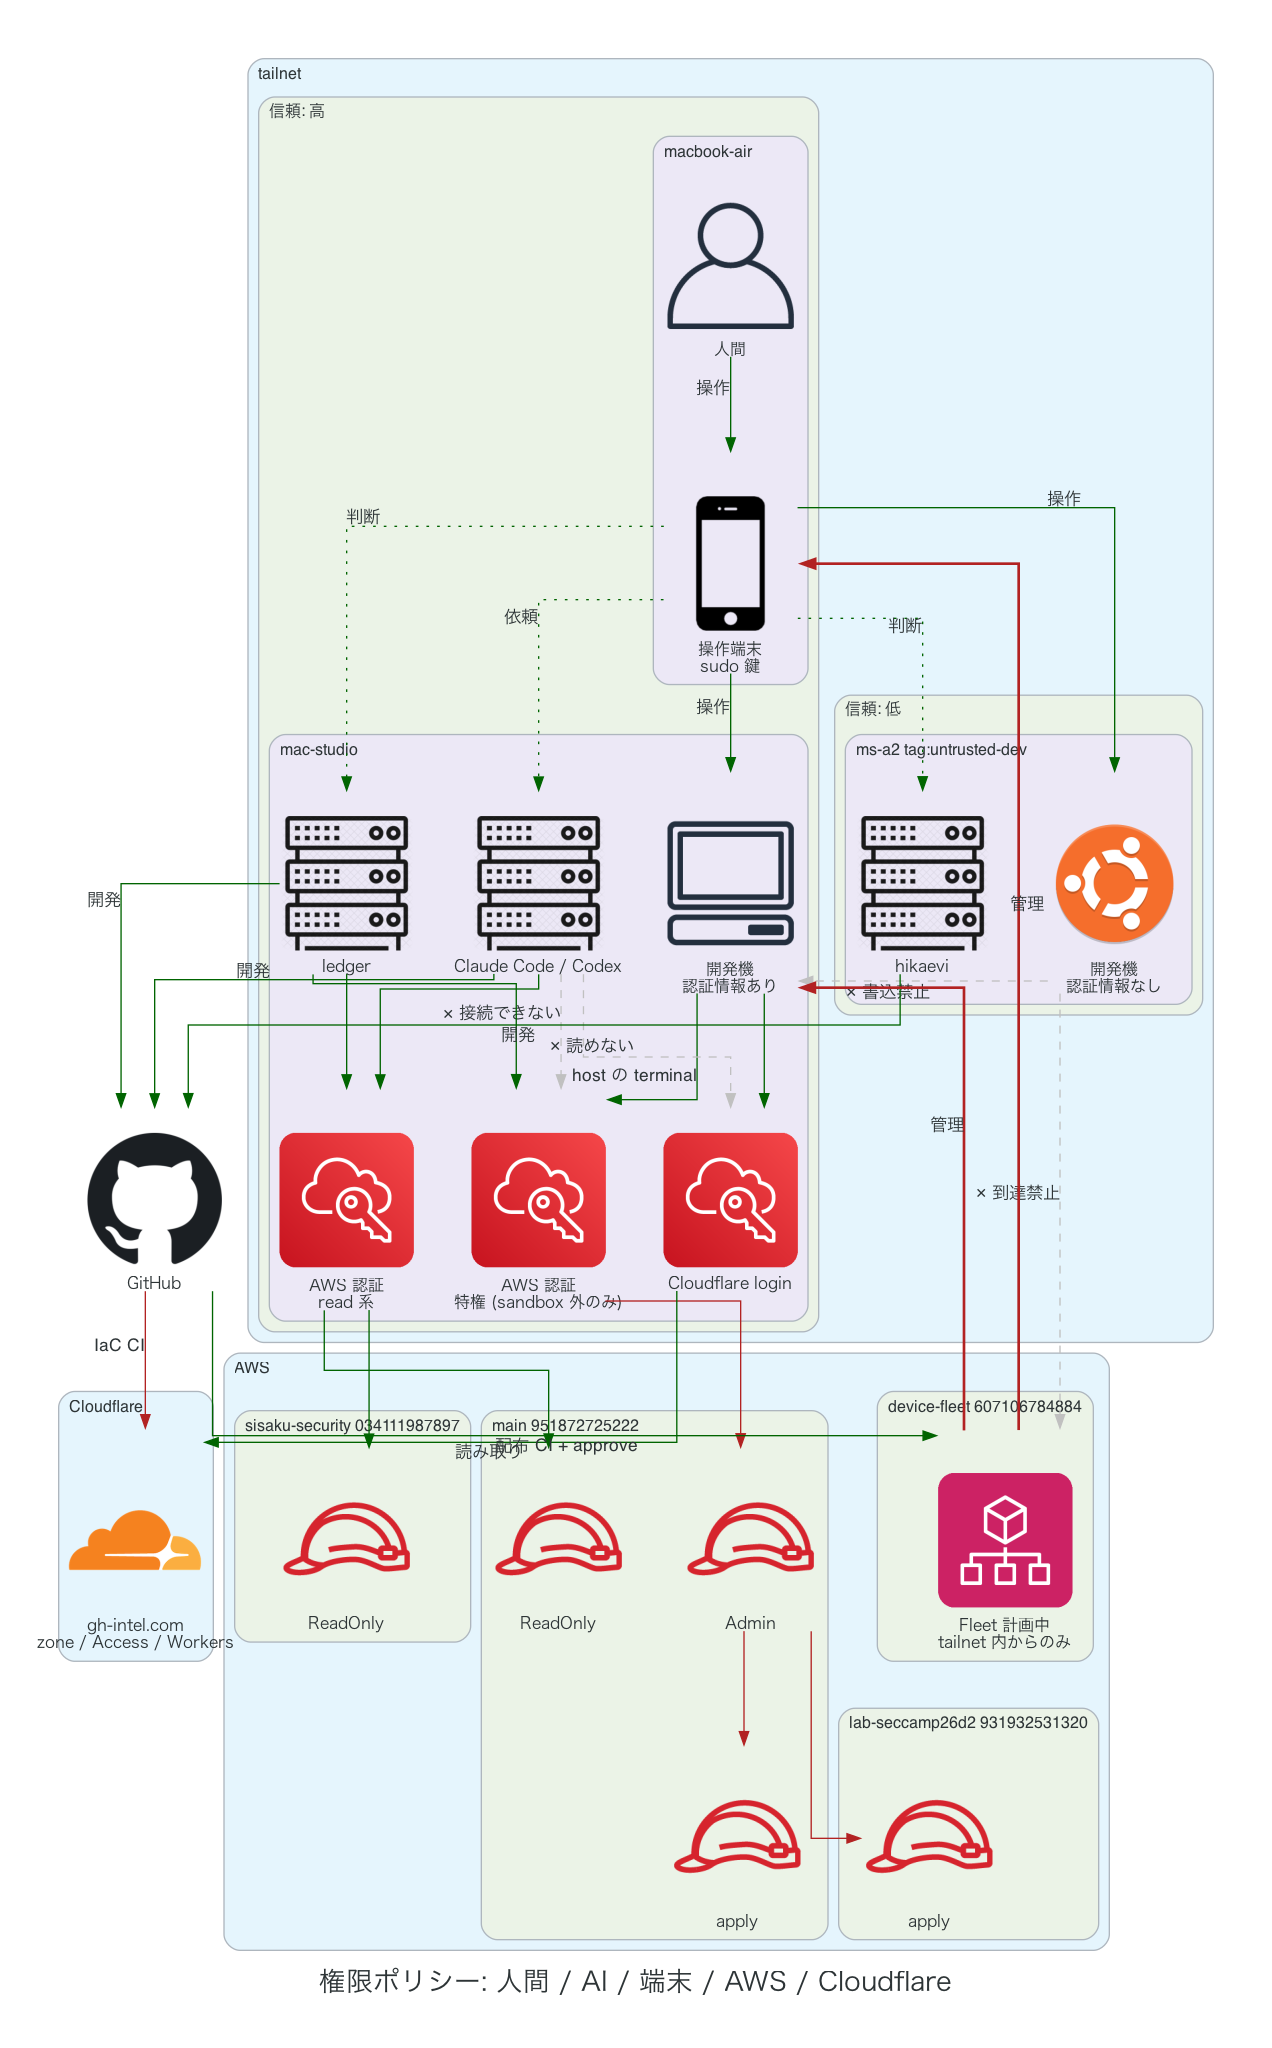 tailnet
信頼: 高
macbook-air
人間
操作
操作
判断
依頼
判断
操作端末
sudo 鍵
操作
信頼: 低
mac-studio
ms-a2 tag:untrusted-dev
開発
管理
ledger
Claude Code / Codex
開発機
認証情報あり
hikaevi
開発機
認証情報なし
開発
× 書込禁止
× 接続できない
開発
× 読めない
host の terminal
管理
× 到達禁止
GitHub
AWS 認証
read 系
AWS 認証
特権 (sandbox 外のみ)
Cloudflare login
IaC CI
AWS
Cloudflare
sisaku-security 034111987897
main 951872725222
device-fleet 607106784884
配布 CI + approve
読み取り
gh-intel.com
zone / Access / Workers
ReadOnly
ReadOnly
Admin
Fleet 計画中
tailnet 内からのみ
lab-seccamp26d2 931932531320
apply
apply
権限ポリシー: 人間 / AI / 端末 / AWS / Cloudflare